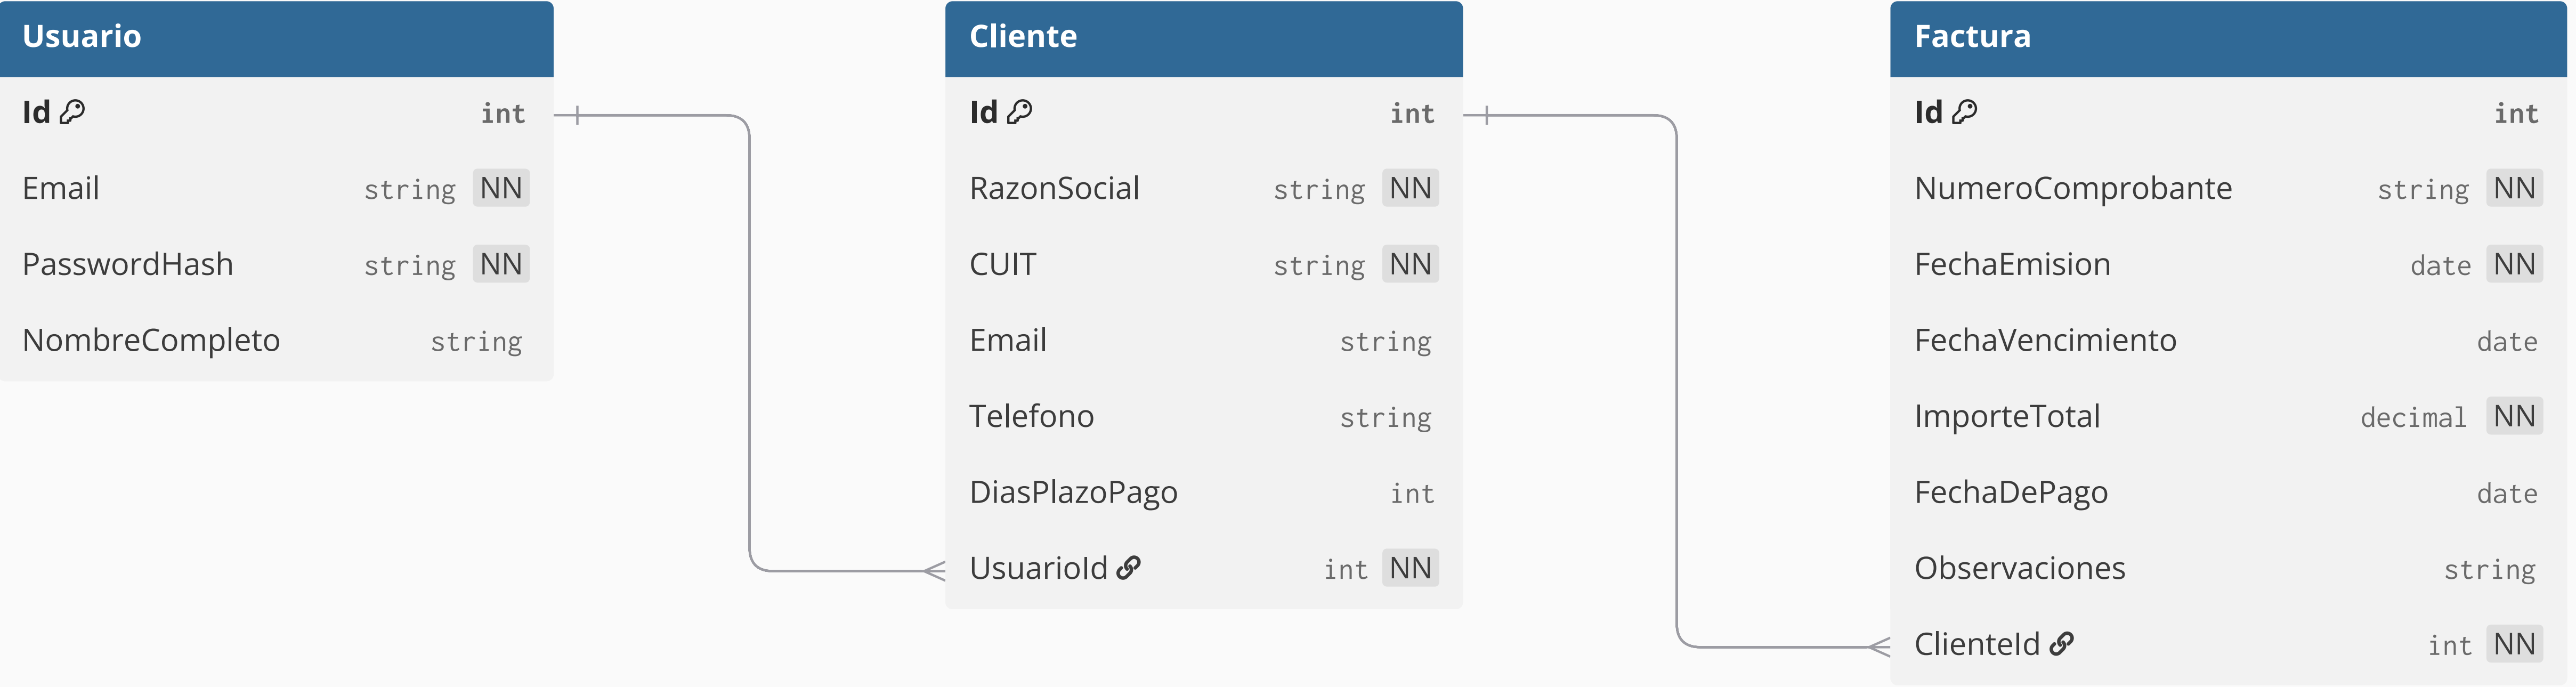 Usuario
Id int
Email string NN
PasswordHash string NN
NombreCompleto string
Cliente
Id int
RazonSocial string NN
CUIT string NN
Email string
Telefono string
DiasPlazoPago int
UsuarioId int NN
Factura
Id int
NumeroComprobante string NN
FechaEmision date NN
FechaVencimiento date
ImporteTotal decimal NN
FechaDePago date
Observaciones string
ClienteId int NN